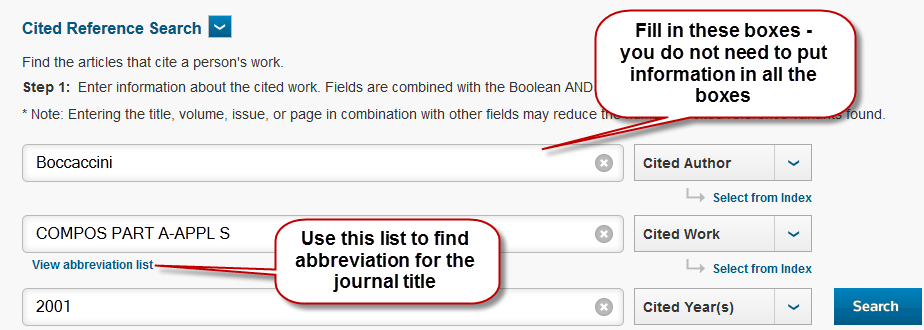 Cited Reference Search
Find the articles that cite a person's work.
Step 1: Enter information about the cited work. Fields are combined with the Boolean AND
* Note: Entering the title, volume, issue, or page in combination with other fields may reduce the found.
Fill in these boxes -
you do not need to put
information in all the
boxes
Boccaccini
Cited Author
Select from Index
COMPOS PART A-APPL S
Cited Work
View abbreviation list
Select from Index
Use this list to find
abbreviation for the
journal title
2001
Cited Year(s)
Search